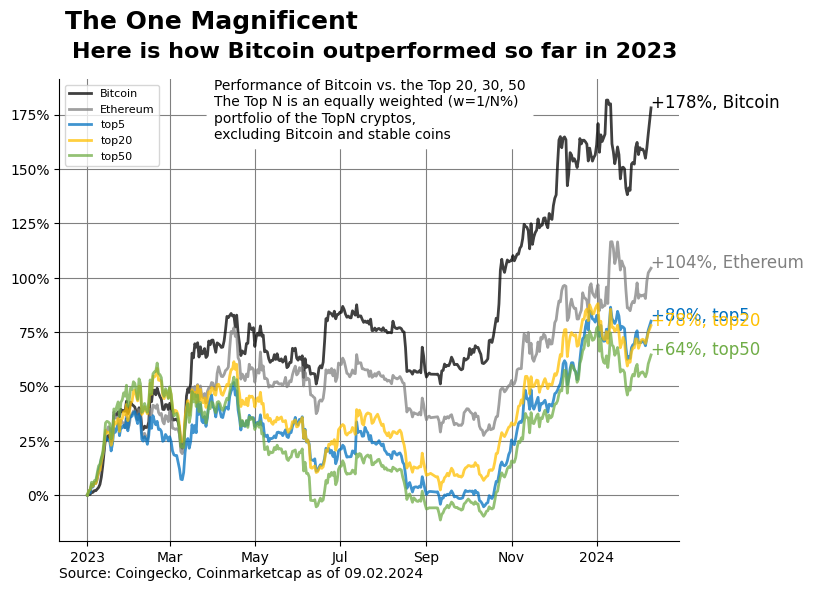 The One Magnificent
Here is how Bitcoin outperformed so far in 2023
Bitcoin
Ethereum
top5
top20
top50
Performance of Bitcoin vs. the Top 20, 30, 50
The Top N is an equally weighted (w=1/N%)
portfolio of the TopN cryptos,
excluding Bitcoin and stable coins
175%
150%
125%
100%
75%
50%
25%
0%
+178%, Bitcoin
+104%, Ethereum
+80%, top5
+78%, top20
+64%, top50
2023 Mar May Jul Sep Nov 2024
Source: Coingecko, Coinmarketcap as of 09.02.2024